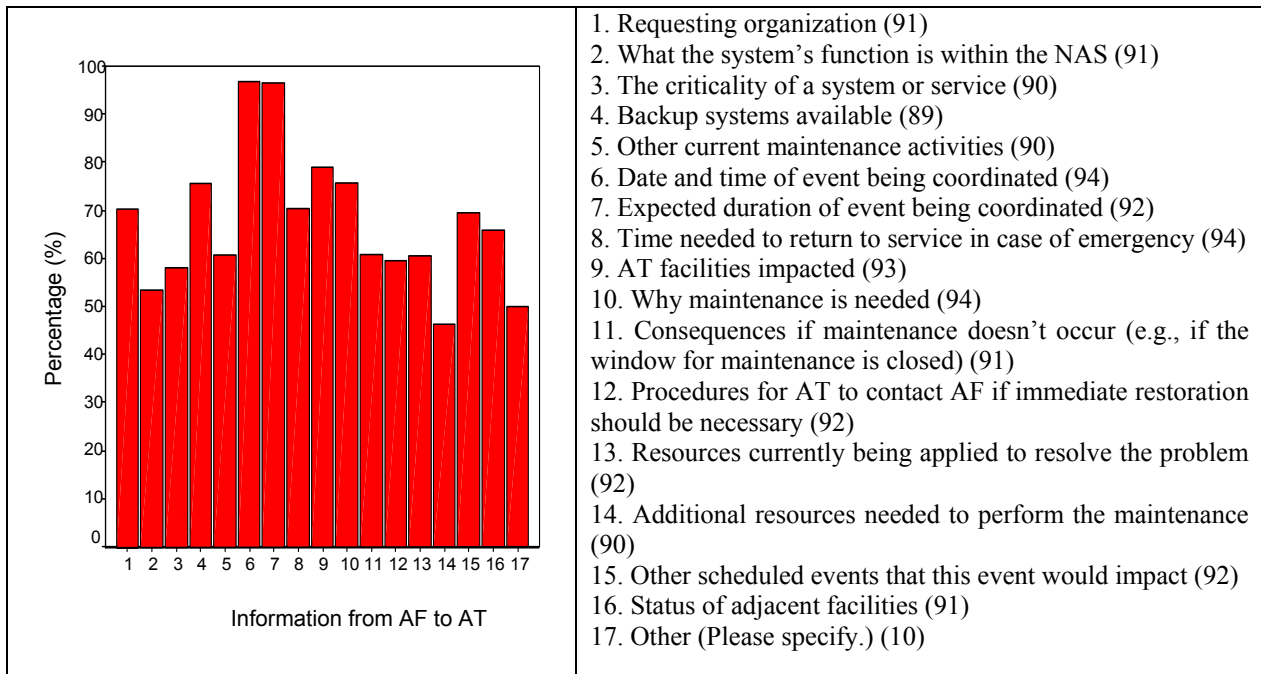 100
90
80
70
60
50
40
30
20
10
0
Percentage (%)
1 2 3 4 5 6 7 8 9 10 11 12 13 14 15 16 17
Information from AF to AT
1. Requesting organization (91)
2. What the system’s function is within the NAS (91)
3. The criticality of a system or service (90)
4. Backup systems available (89)
5. Other current maintenance activities (90)
6. Date and time of event being coordinated (94)
7. Expected duration of event being coordinated (92)
8. Time needed to return to service in case of emergency (94)
9. AT facilities impacted (93)
10. Why maintenance is needed (94)
11. Consequences if maintenance doesn’t occur (e.g., if the
window for maintenance is closed) (91)
12. Procedures for AT to contact AF if immediate restoration
should be necessary (92)
13. Resources currently being applied to resolve the problem
(92)
14. Additional resources needed to perform the maintenance
(90)
15. Other scheduled events that this event would impact (92)
16. Status of adjacent facilities (91)
17. Other (Please specify.) (10)